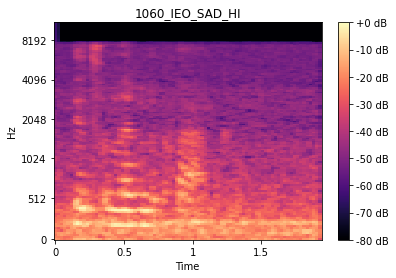 1060_IEO_SAD_HI
8192
4096
2048
1024
512
0
Hz
0
0.5
1
1.5
Time
+0 dB
-10 dB
-20 dB
-30 dB
-40 dB
-50 dB
-60 dB
-70 dB
-80 dB